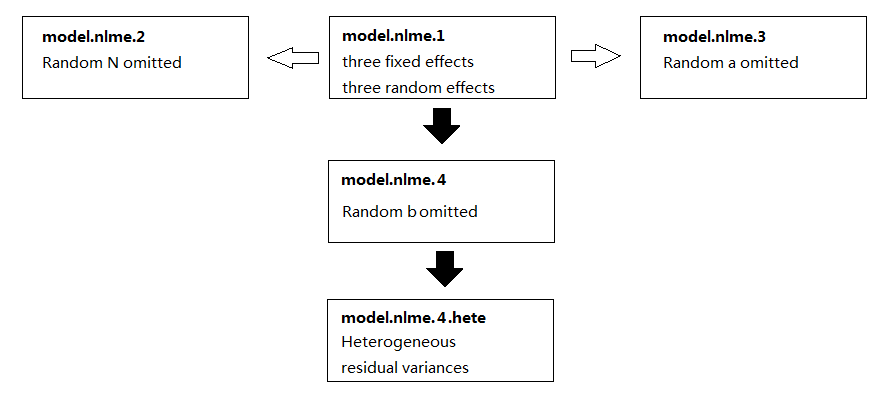 model.nlme.2
Random N omitted
model.nlme.1
three fixed effects
three random effects
model.nlme.3
Random a omitted
model.nlme.4
Random b omitted
model.nlme.4.hete
Heterogeneous
residual variances